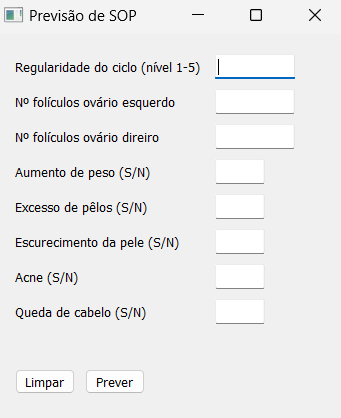 Previsão de SOP
Regularidade do ciclo (nível 1-5)
Nº folículos ovário esquerdo
Nº folículos ovário direiro
Aumento de peso (S/N)
Excesso de pêlos (S/N)
Escurecimento da pele (S/N)
Acne (S/N)
Queda de cabelo (S/N)
Limpar Prever